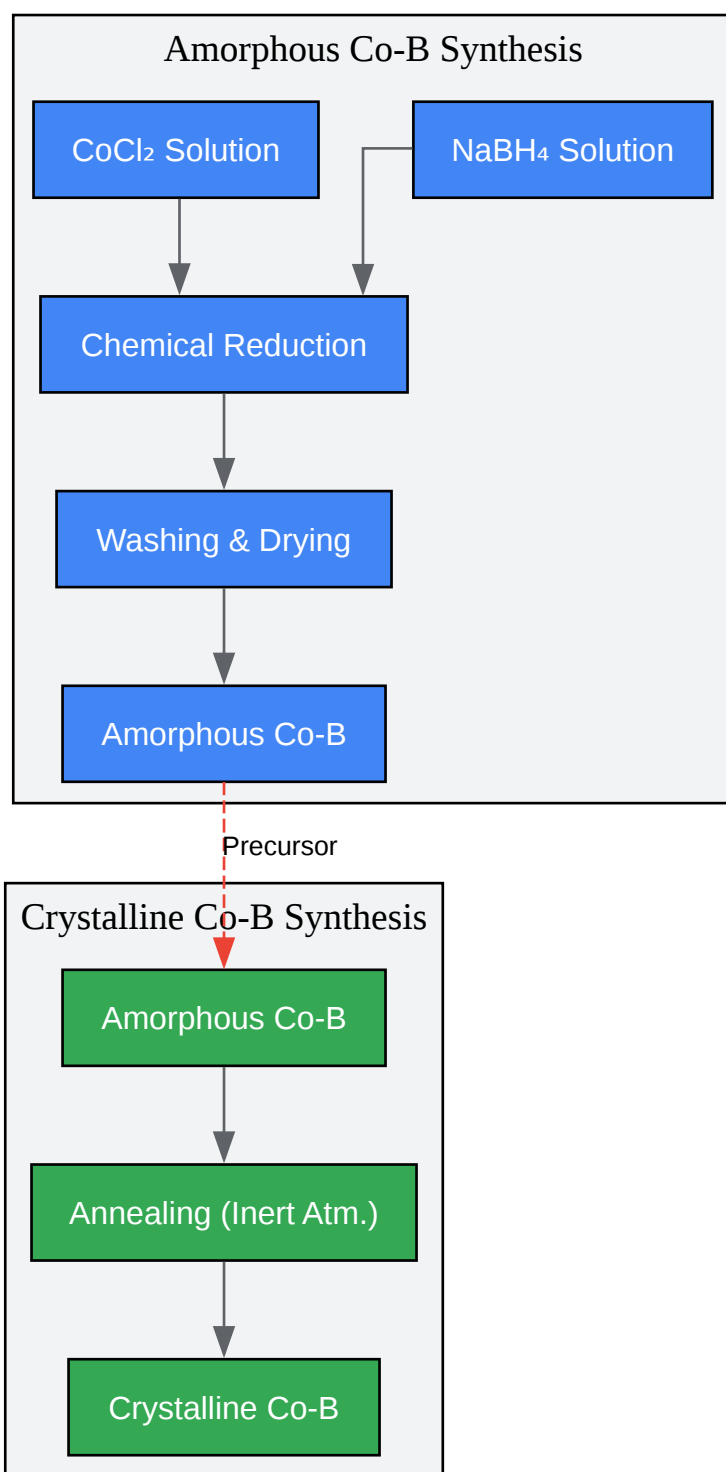 Amorphous Co-B Synthesis
CoCl₂ Solution
NaBH₄ Solution
Chemical Reduction
Washing & Drying
Amorphous Co-B
Precursor
Crystalline Co-B Synthesis
Amorphous Co-B
Annealing (Inert Atm.)
Crystalline Co-B